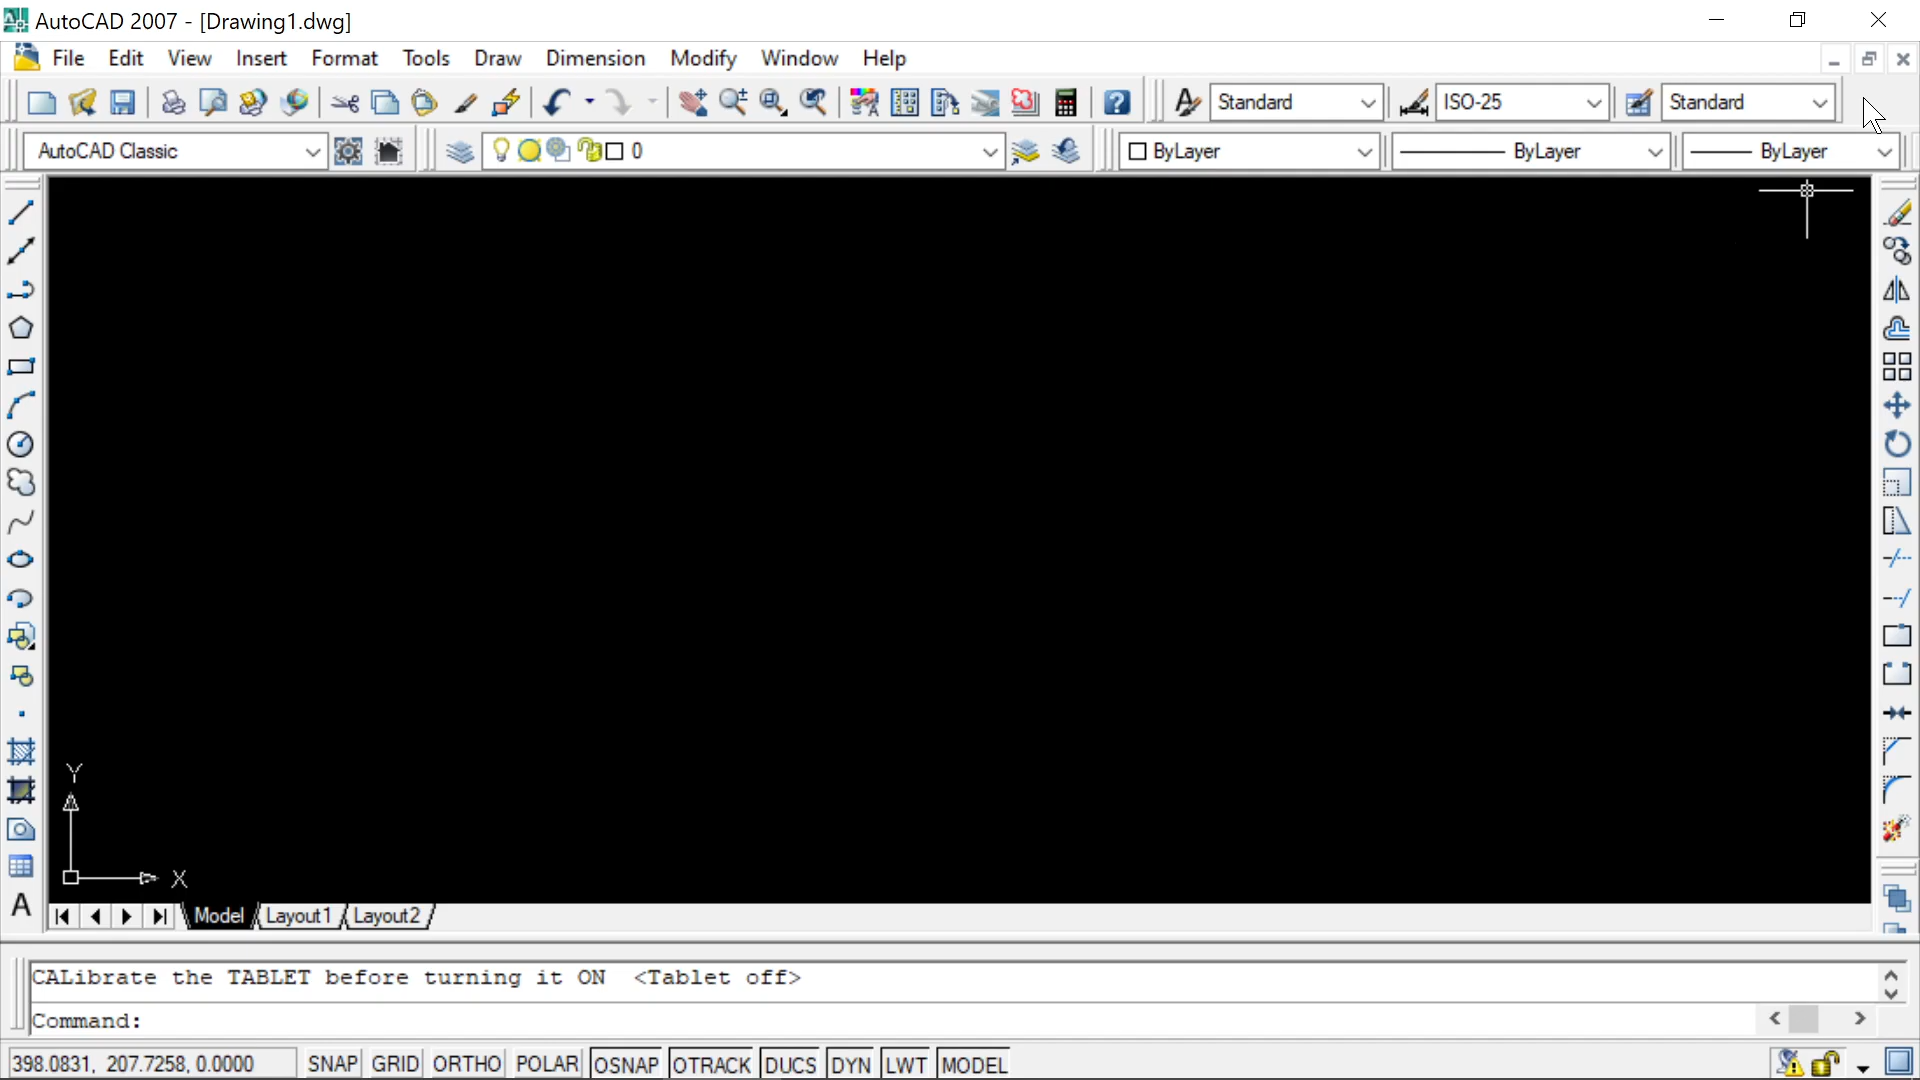 AutoCAD 2007 - [Drawing1.dwg]
File Edit View Insert Format Tools Draw Dimension Modify Window Help
Standard ISO-25 Standard
AutoCAD Classic 0 ByLayer ByLayer ByLayer
Y
X
A
Model Layout1 Layout2
CALibrate the TABLET before turning it ON <Tablet off>
Command:
398.0831, 207.7258, 0.0000 SNAP GRID ORTHO POLAR OSNAP OTRACK DUCS DYN LWT MODEL